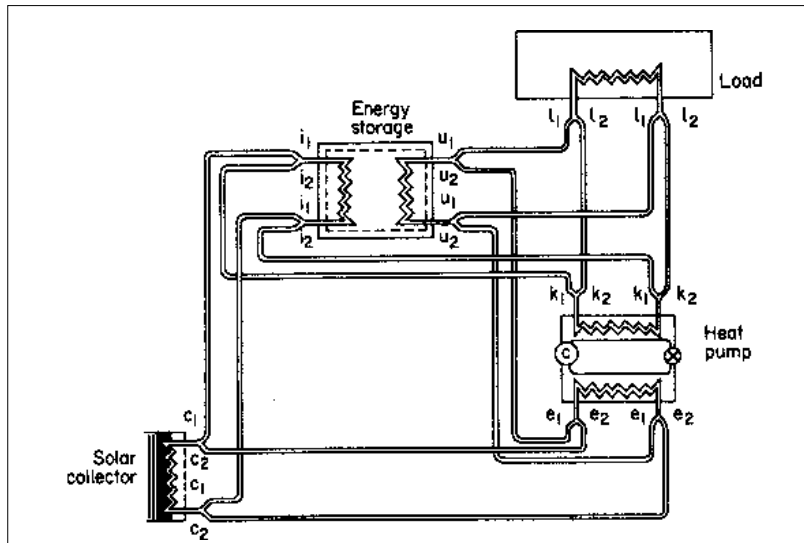 Load
l₁ l₂ l₁ l₂
Energy
storage
i₁ u₁
i₂ u₂
i₁ u₁
i₂ u₂
k₁ k₂ k₁ k₂
Heat
pump
C
e₁ e₂ e₁ e₂
c₁
c₂
Solar
collector
c₁
c₂